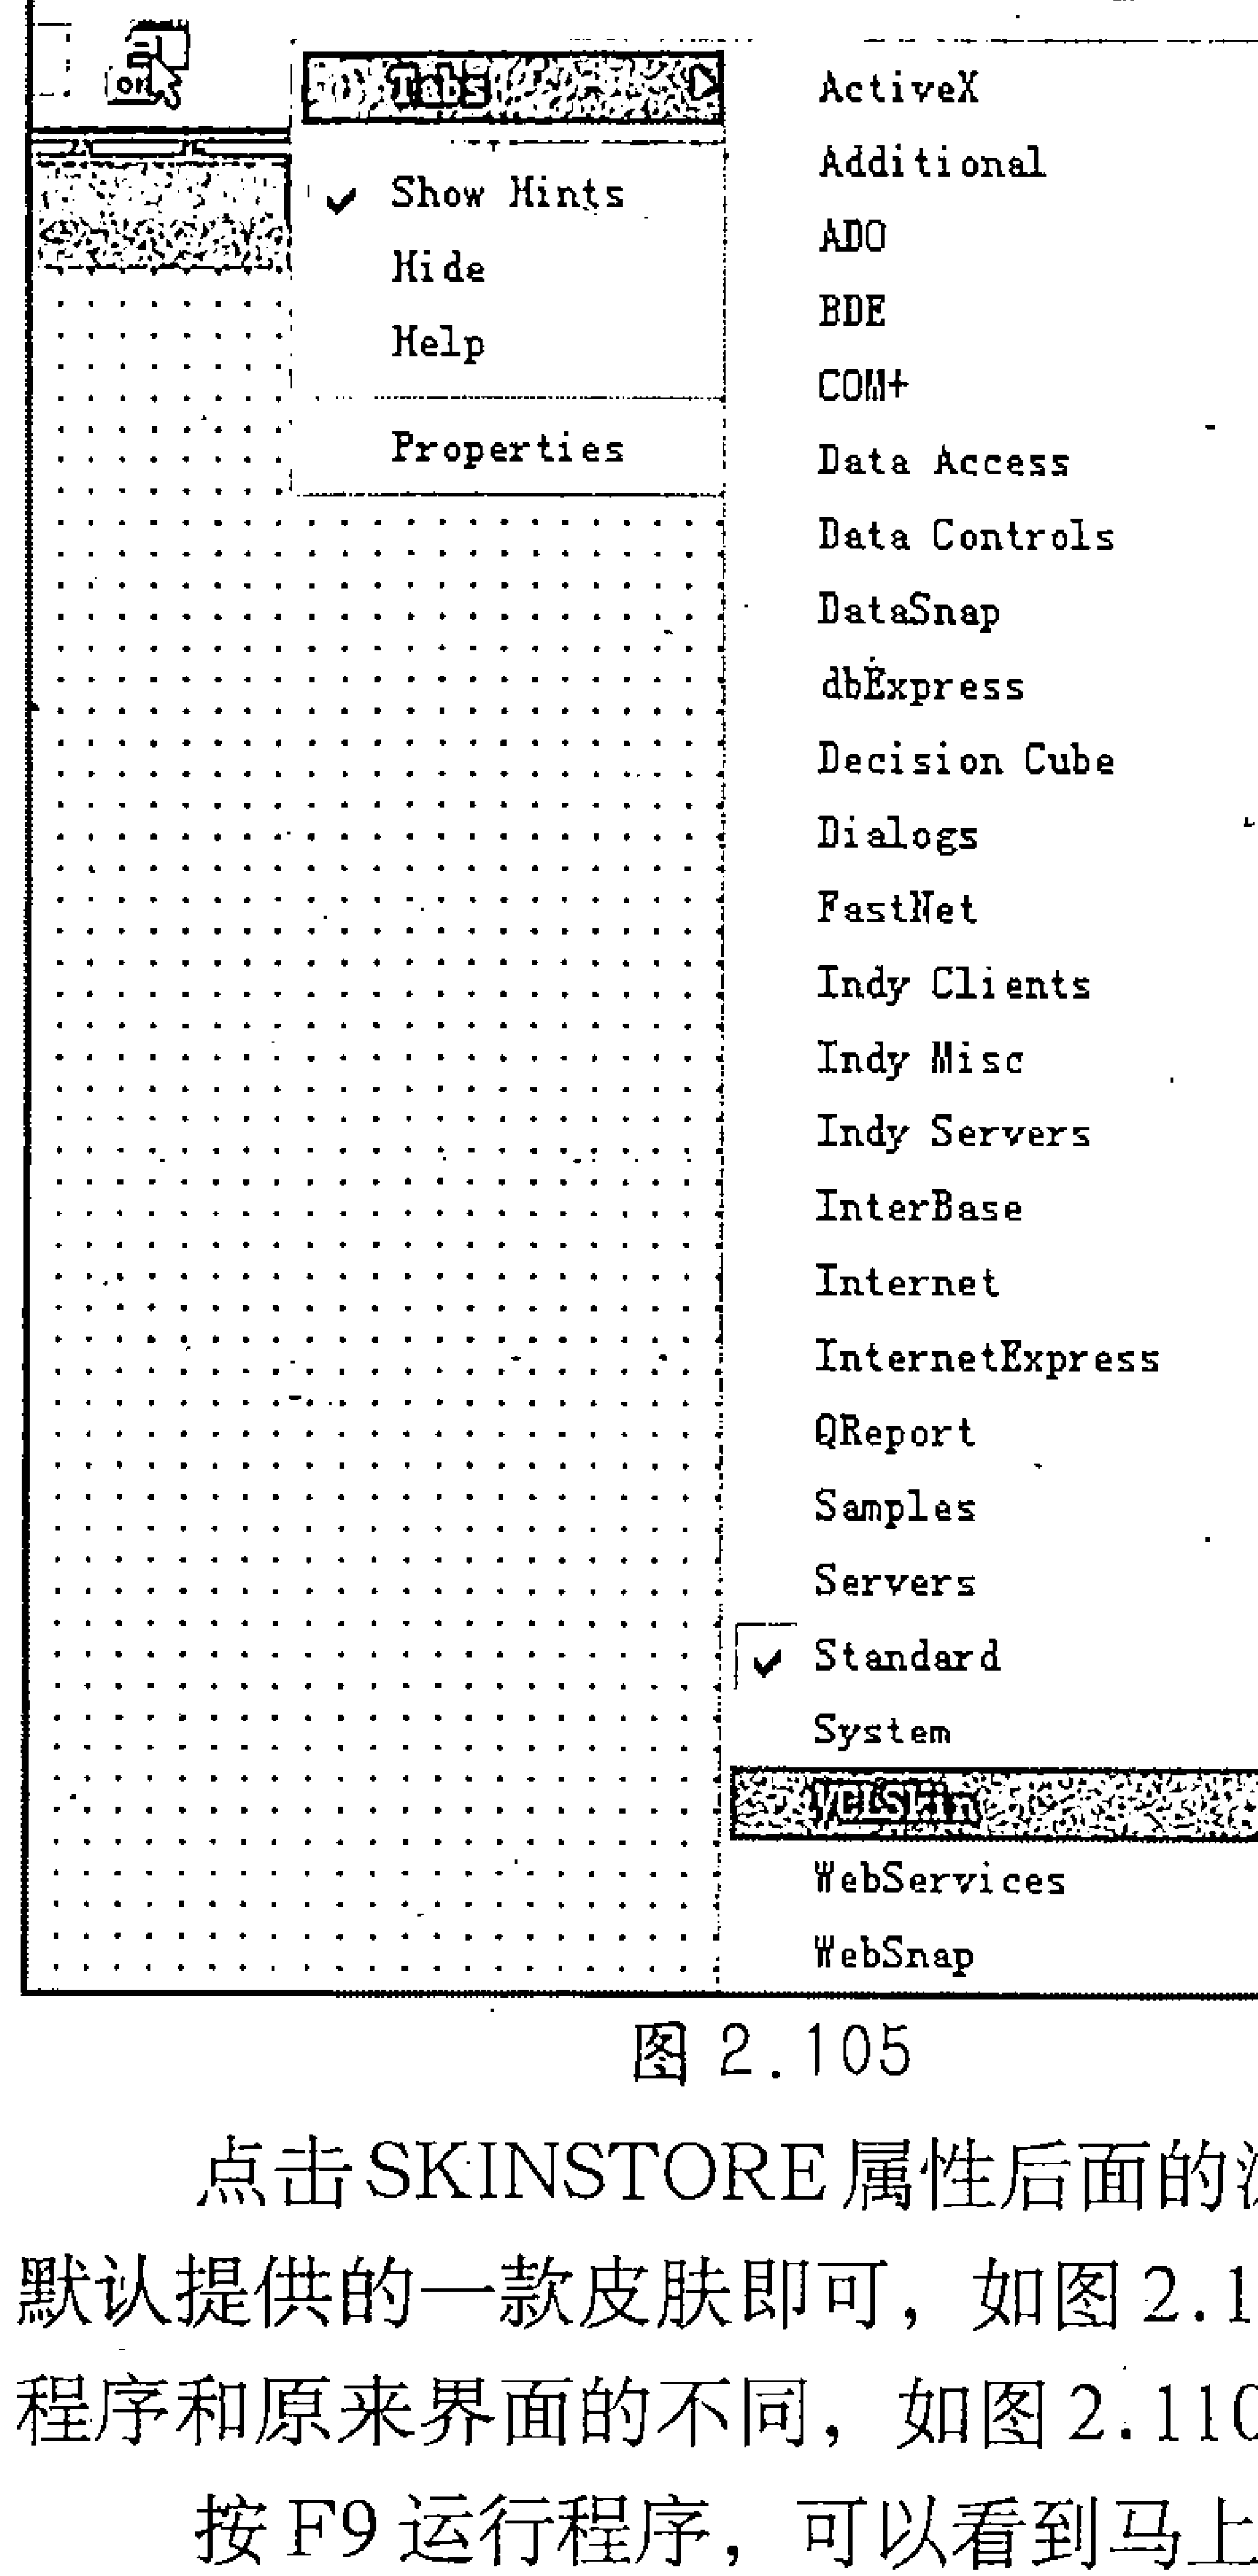 Tabs
Show Hints
Hide
Help
Properties
ActiveX
Additional
ADO
BDE
COM+
Data Access
Data Controls
DataSnap
dbExpress
Decision Cube
Dialogs
FastNet
Indy Clients
Indy Misc
Indy Servers
InterBase
Internet
InternetExpress
QReport
Samples
Servers
Standard
System
VCLSkin
WebServices
WebSnap
图 2.105
点击SKINSTORE属性后面的
默认提供的一款皮肤即可，如图2.1
程序和原来界面的不同，如图2.110
按F9运行程序，可以看到马上